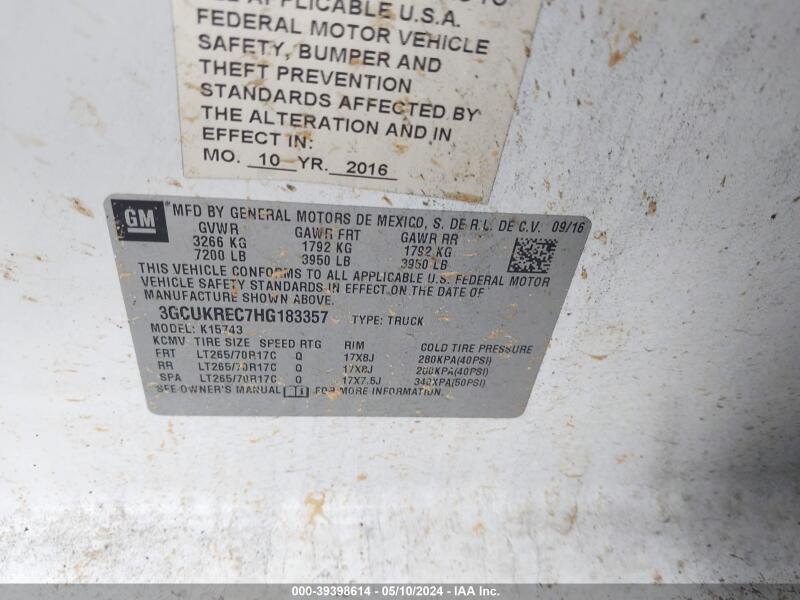 ALL APPLICABLE U.S.A.
FEDERAL MOTOR VEHICLE
SAFETY, BUMPER AND
THEFT PREVENTION
STANDARDS AFFECTED BY
THE ALTERATION AND IN
EFFECT IN:
MO. 10 YR. 2016
GM
MFD BY GENERAL MOTORS DE MEXICO, S. DE R.L. DE C.V. 09/16
GVWR GAWR FRT GAWR RR
3266 KG 1792 KG 1792 KG
7200 LB 3950 LB 3950 LB
THIS VEHICLE CONFORMS TO ALL APPLICABLE U.S. FEDERAL MOTOR
VEHICLE SAFETY STANDARDS IN EFFECT ON THE DATE OF
MANUFACTURE SHOWN ABOVE.
3GCUKREC7HG183357 TYPE: TRUCK
MODEL: K15743
KCMV TIRE SIZE SPEED RTG RIM COLD TIRE PRESSURE
FRT LT265/70R17C Q 17X8J 280KPA(40PSI)
RR LT265/70R17C Q 17X8J 280KPA(40PSI)
SPA LT265/70R17C Q 17X7.5J 340KPA(50PSI)
SEE OWNER'S MANUAL FOR MORE INFORMATION.
000-39398614 - 05/10/2024 - IAA Inc.